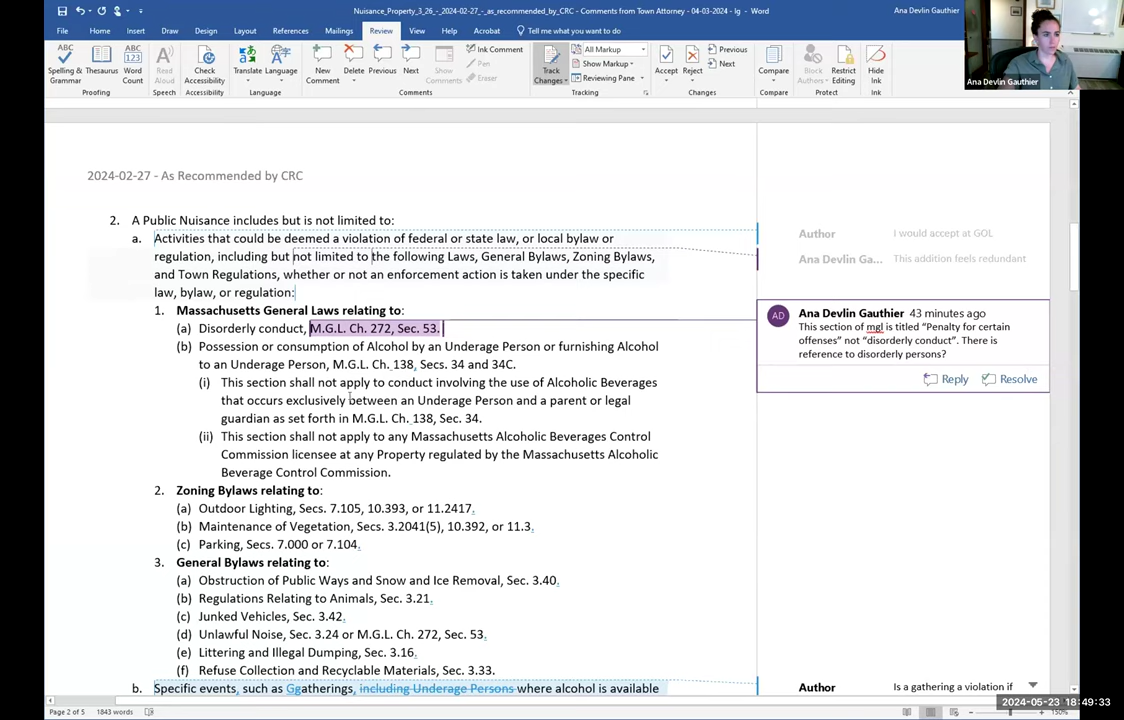 Nuisance_Property_3_26_-_2024-02-27_-_as_recommended_by_CRC_-_Comments from Town Attorney - 04-03-2024 - lg - Word
Ana Devlin Gauthier
File Home Insert Draw Design Layout References Mailings Review View Help Acrobat Tell me what you want to do
Spelling & Grammar
Thesaurus
Word Count
Read Aloud
Check Accessibility
Translate
Language
New Comment
Delete
Previous
Next
Show Comments
Ink Comment
Pen
Eraser
Track Changes
All Markup
Show Markup
Reviewing Pane
Accept
Reject
Previous
Next
Compare
Block Authors
Restrict Editing
Hide Ink
Proofing Speech Accessibility Language Comments Tracking Changes Compare Protect Ink
Ana Devlin Gauthier
2024-02-27 - As Recommended by CRC
2. A Public Nuisance includes but is not limited to:
a. Activities that could be deemed a violation of federal or state law, or local bylaw or
regulation, including but not limited to the following Laws, General Bylaws, Zoning Bylaws,
and Town Regulations, whether or not an enforcement action is taken under the specific
law, bylaw, or regulation:
1. Massachusetts General Laws relating to:
(a) Disorderly conduct, M.G.L. Ch. 272, Sec. 53.
(b) Possession or consumption of Alcohol by an Underage Person or furnishing Alcohol
to an Underage Person, M.G.L. Ch. 138, Secs. 34 and 34C.
(i) This section shall not apply to conduct involving the use of Alcoholic Beverages
that occurs exclusively between an Underage Person and a parent or legal
guardian as set forth in M.G.L. Ch. 138, Sec. 34.
(ii) This section shall not apply to any Massachusetts Alcoholic Beverages Control
Commission licensee at any Property regulated by the Massachusetts Alcoholic
Beverage Control Commission.
2. Zoning Bylaws relating to:
(a) Outdoor Lighting, Secs. 7.105, 10.393, or 11.2417.
(b) Maintenance of Vegetation, Secs. 3.2041(5), 10.392, or 11.3.
(c) Parking, Secs. 7.000 or 7.104.
3. General Bylaws relating to:
(a) Obstruction of Public Ways and Snow and Ice Removal, Sec. 3.40.
(b) Regulations Relating to Animals, Sec. 3.21.
(c) Junked Vehicles, Sec. 3.42.
(d) Unlawful Noise, Sec. 3.24 or M.G.L. Ch. 272, Sec. 53.
(e) Littering and Illegal Dumping, Sec. 3.16.
(f) Refuse Collection and Recyclable Materials, Sec. 3.33.
b. Specific events, such as Ggatherings, including Underage Persons where alcohol is available
Author I would accept at GOL
Ana Devlin Ga... This addition feels redundant
AD
Ana Devlin Gauthier 43 minutes ago
This section of mgl is titled “Penalty for certain
offenses” not “disorderly conduct”. There is
reference to disorderly persons?
Reply Resolve
Author Is a gathering a violation if
Page 2 of 5 1843 words
150%
2024-05-23 18:49:33